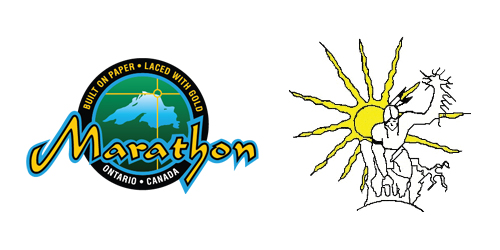 BUILT ON PAPER • LACED WITH GOLD
Marathon
ONTARIO • CANADA